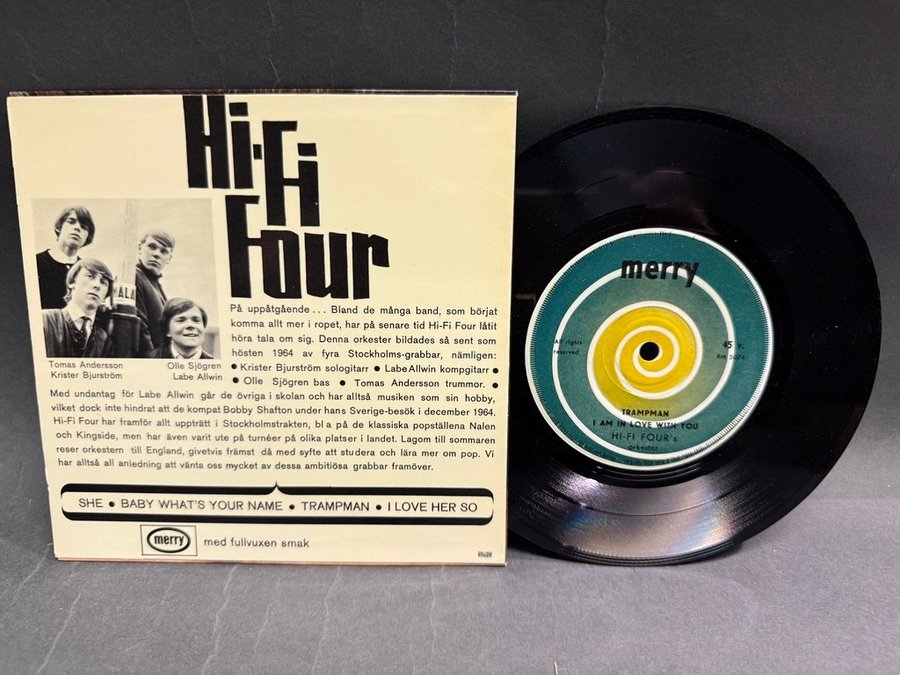 Hi-Fi
Four
Tomas Andersson Olle Sjögren
Krister Bjurström Labe Allwin
På uppåtgående... Bland de många band, som börjat
komma allt mer i ropet, har på senare tid Hi-Fi Four låtit
höra tala om sig. Denna orkester bildades så sent som
hösten 1964 av fyra Stockholms-grabbar, nämligen:
• Krister Bjurström sologitarr • Labe Allwin kompgitarr •
• Olle Sjögren bas • Tomas Andersson trummor. •
Med undantag för Labe Allwin går de övriga i skolan och har alltså musiken som sin hobby,
vilket dock inte hindrat att de kompat Bobby Shafton under hans Sverige-besök i december 1964.
Hi-Fi Four har framför allt uppträtt i Stockholmstrakten, bl a på de klassiska popställena Nalen
och Kingside, men har även varit ute på turnéer på olika platser i landet. Lagom till sommaren
reser orkestern till England, givetvis främst då med syfte att studera och lära mer om pop. Vi
har alltså all anledning att vänta oss mycket av dessa ambitiösa grabbar framöver.
SHE • BABY WHAT'S YOUR NAME • TRAMPMAN • I LOVE HER SO
merry med fullvuxen smak
merry
All rights
reserved
45 v.
TRAMPMAN
I AM IN LOVE WITH YOU
HI-FI FOUR's
orkester